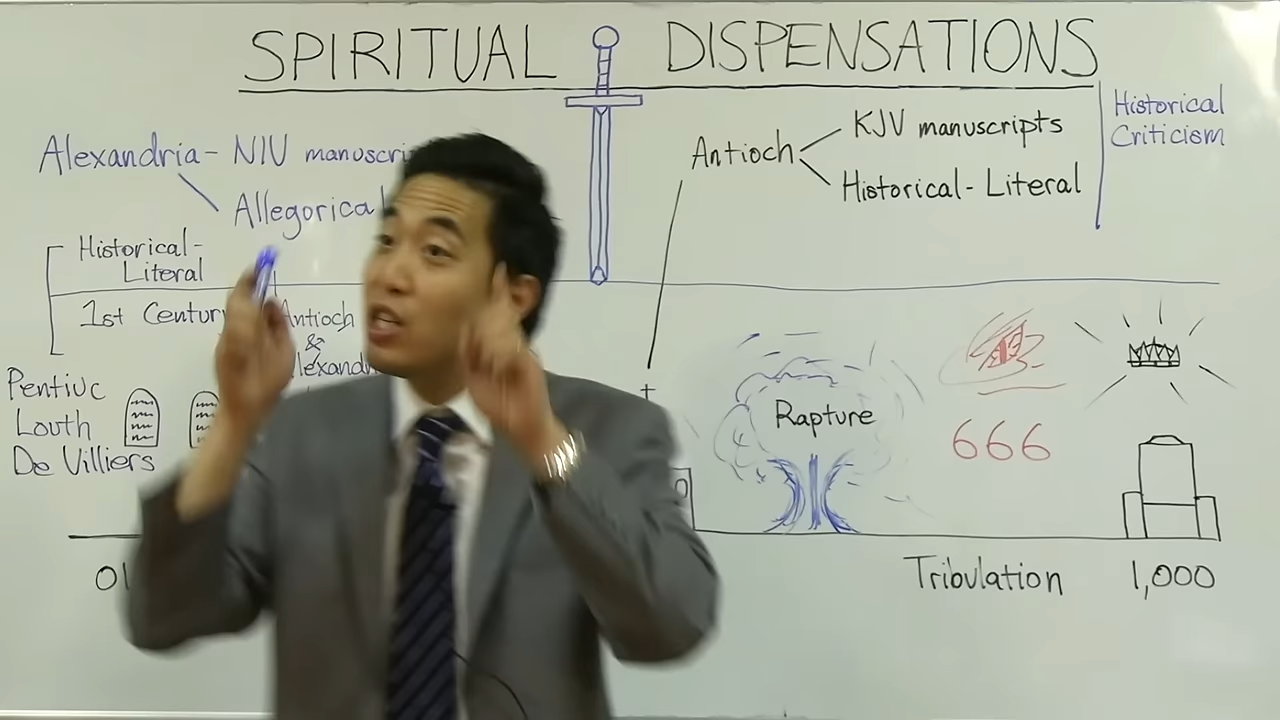 SPIRITUAL DISPENSATIONS
Alexandria - NIV
Allegorical
Antioch
KJV manuscripts
Historical - Literal
Historical
Criticism
Historical -
Literal
1st Century
Antioch
&
Pentiuc
Louth
De Villiers
Rapture
666
Tribulation
1,000